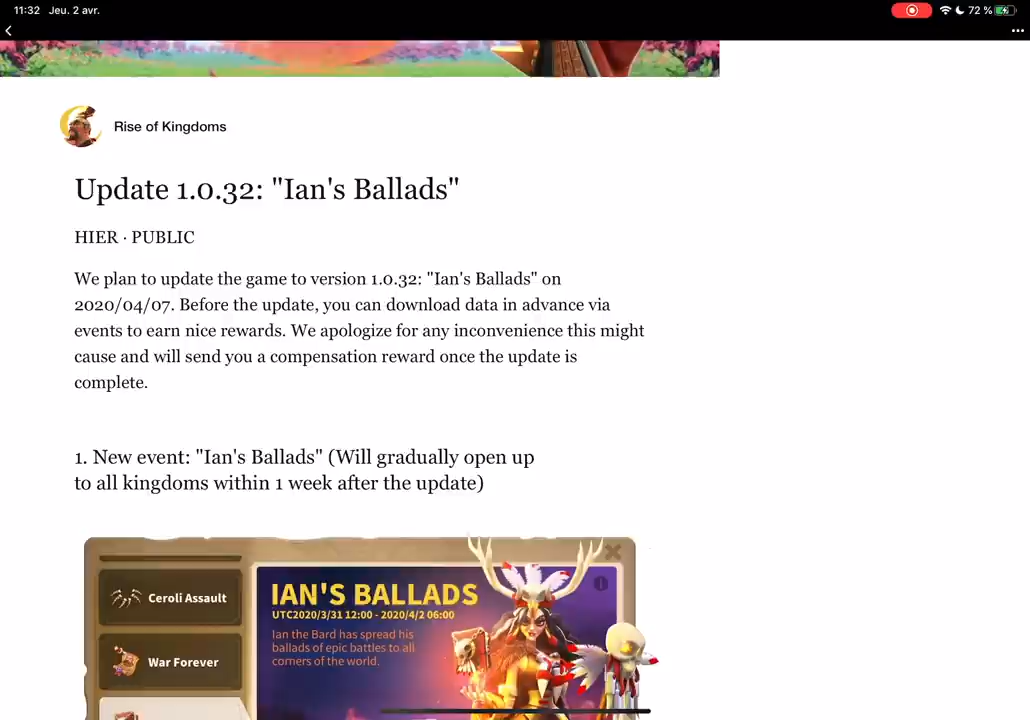 11:32 Jeu. 2 avr. 72 %
Rise of Kingdoms
Update 1.0.32: "Ian's Ballads"
HIER · PUBLIC
We plan to update the game to version 1.0.32: "Ian's Ballads" on
2020/04/07. Before the update, you can download data in advance via
events to earn nice rewards. We apologize for any inconvenience this might
cause and will send you a compensation reward once the update is
complete.
1. New event: "Ian's Ballads" (Will gradually open up
to all kingdoms within 1 week after the update)
Ceroli Assault
War Forever
IAN'S BALLADS
UTC2020/3/31 12:00 - 2020/4/2 06:00
Ian the Bard has spread his
ballads of epic battles to all
corners of the world.